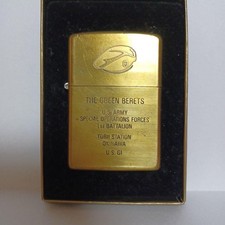 THE GREEN BERETS
U.S. ARMY
SPECIAL OPERATIONS FORCES
1ST BATTALION
TORII STATION
OKINAWA